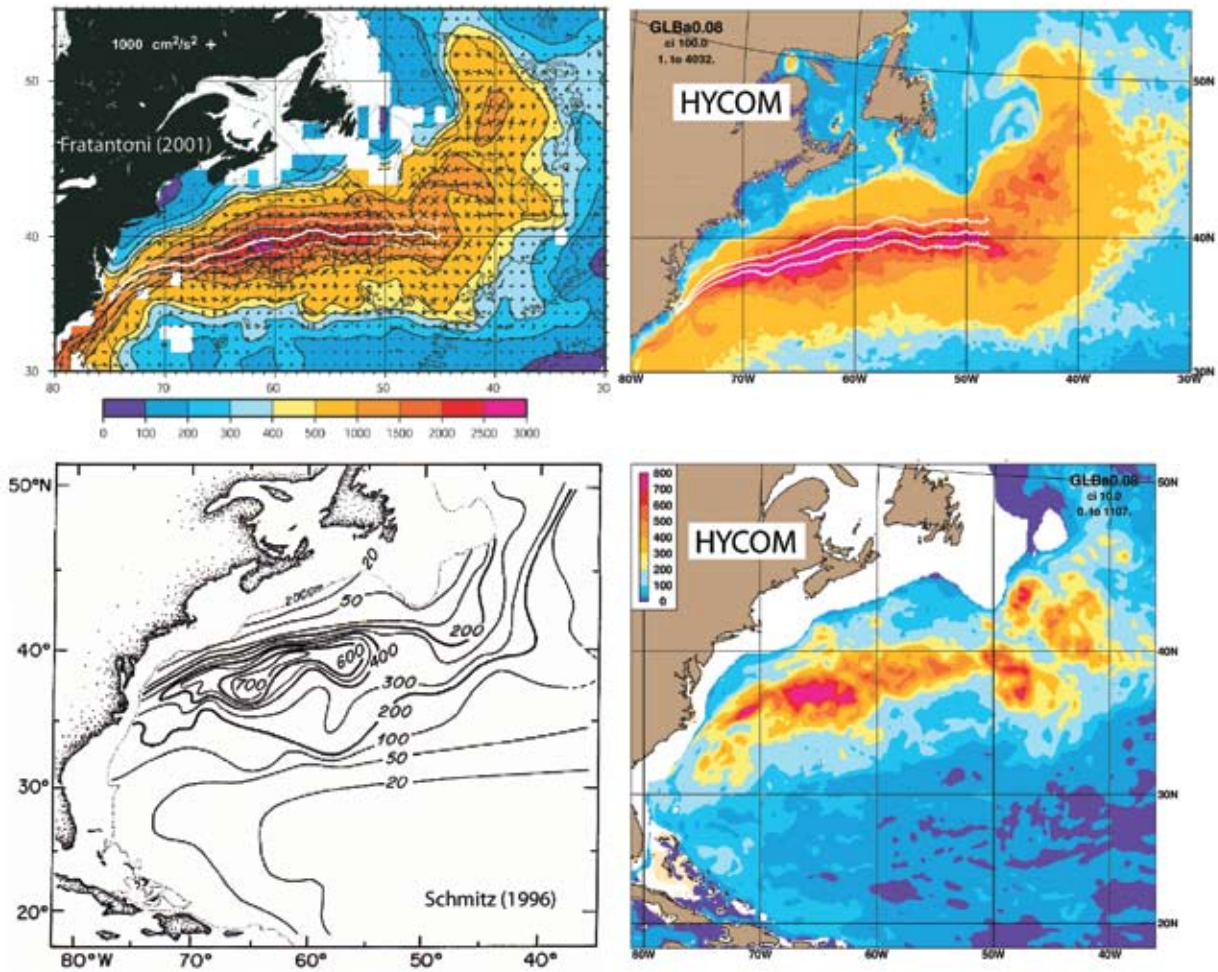 1000 cm²/s² +
Fratantoni (2001)
50
40
30
80 70 60 50 40 30
0 100 200 300 400 500 1000 1500 2000 2500 3000
GLBa0.08
ci 100.0
1. to 4032.
HYCOM
50N
40N
30N
80W 70W 60W 50W 40W 30W
50°N
40°
30°
20°
20
50
200
600
400
700
300
200
100
50
20
Schmitz (1996)
80°W 70° 60° 50° 40°
800
700
600
500
400
300
200
100
0
GLBa0.08
ci 10.0
0. to 1107.
HYCOM
50N
40N
30N
20N
80W 70W 60W 50W 40W